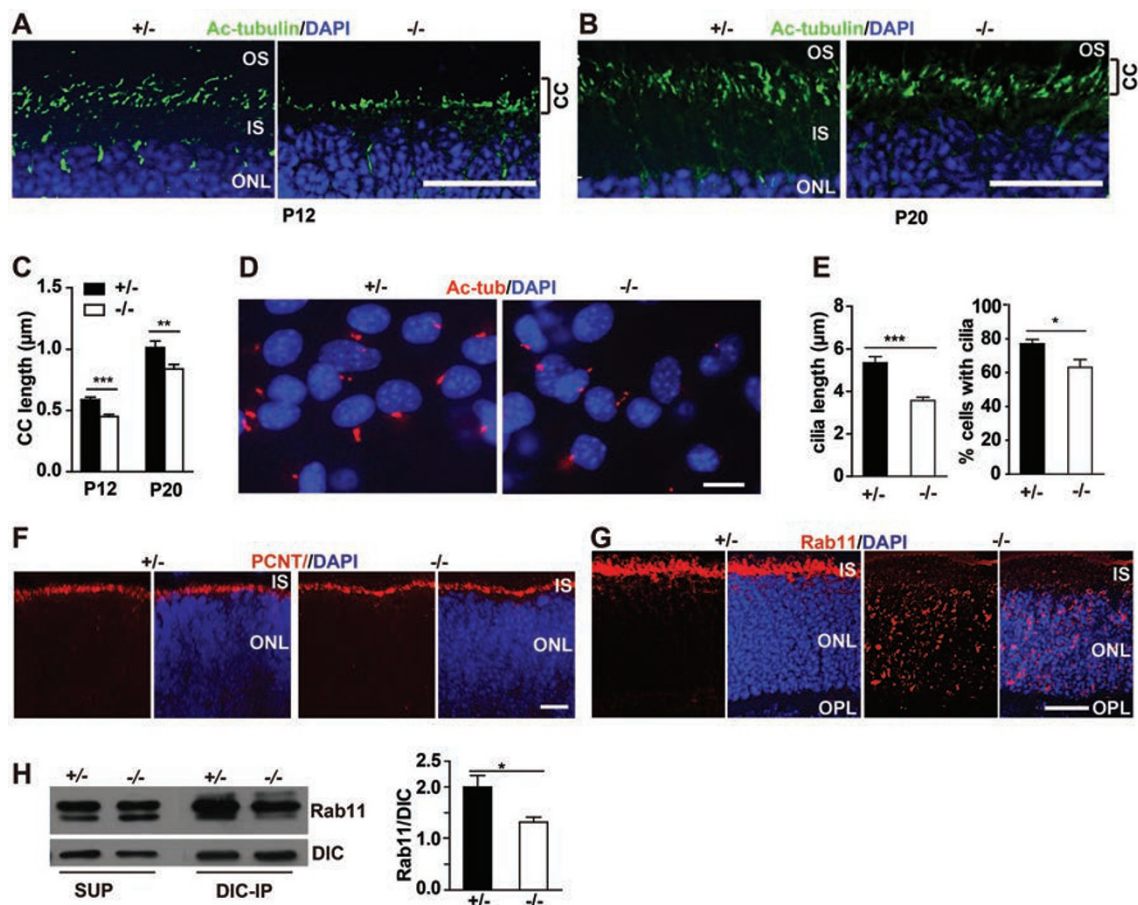 A
Ac-tubulin/DAPI
+/- -/-
OS
IS
ONL
CC
P12
B
Ac-tubulin/DAPI
+/- -/-
OS OS
IS
ONL
CC
P20
C
+/-
-/-
CC length (µm)
1.5
1.0
0.5
0.0
*** **
P12 P20
D
+/- Ac-tub/DAPI -/-
E
cilia length (µm)
8
6
4
2
0
***
+/- -/-
% cells with cilia
100
80
60
40
20
0
*
+/- -/-
F
+/- PCNT//DAPI -/-
IS IS
ONL ONL
G
+/- Rab11/DAPI -/-
IS IS
ONL ONL
OPL OPL
H
+/- -/- +/- -/-
Rab11
DIC
SUP DIC-IP
Rab11/DIC
2.5
2.0
1.0
0.0
*
+/- -/-